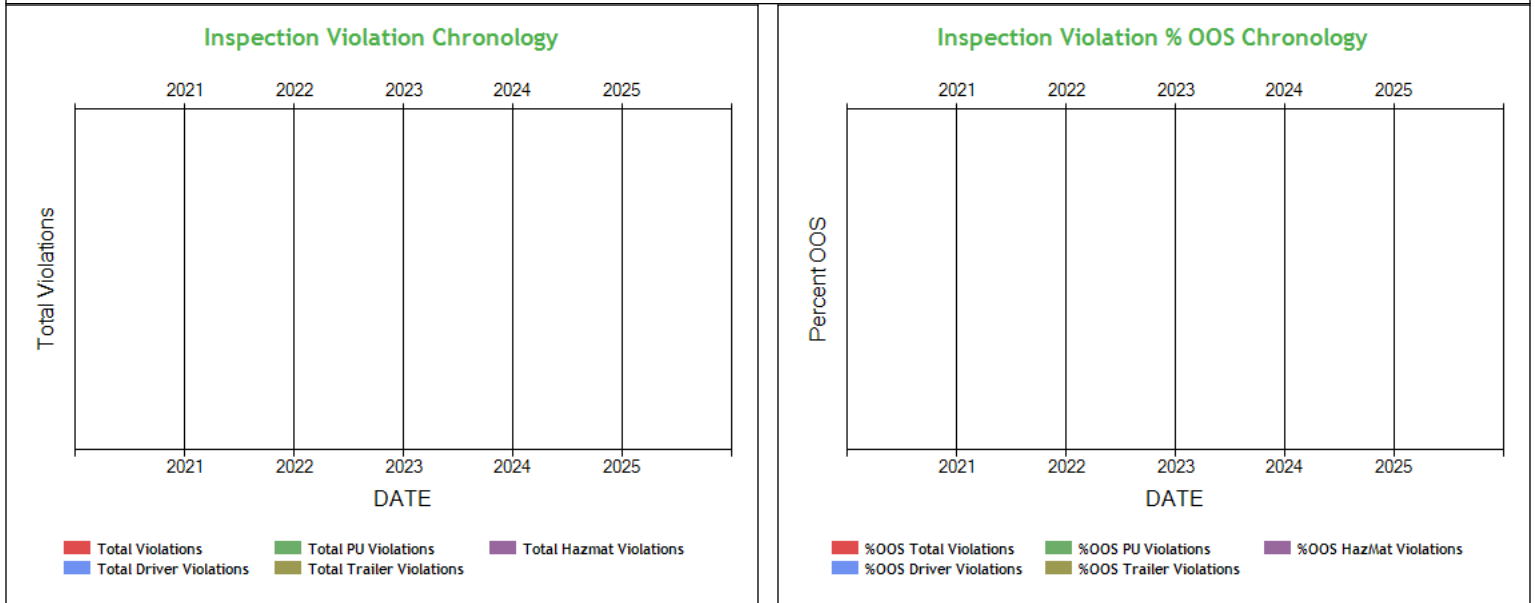 Inspection Violation Chronology
2021 2022 2023 2024 2025
Total Violations
2021 2022 2023 2024 2025
DATE
Total Violations Total PU Violations Total Hazmat Violations
Total Driver Violations Total Trailer Violations
Inspection Violation % OOS Chronology
2021 2022 2023 2024 2025
Percent OOS
2021 2022 2023 2024 2025
DATE
%OOS Total Violations %OOS PU Violations %OOS HazMat Violations
%OOS Driver Violations %OOS Trailer Violations